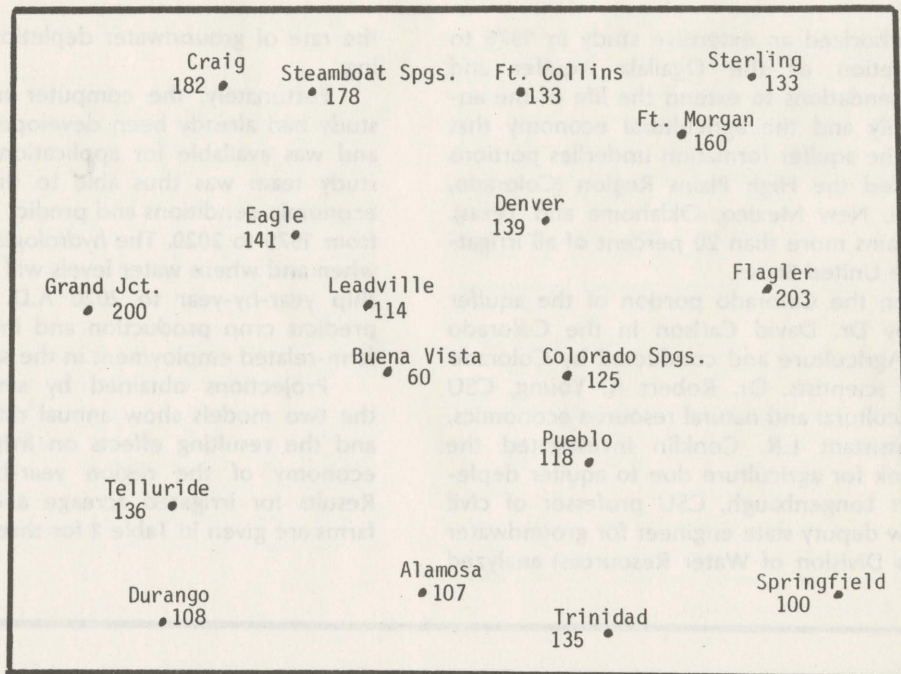 Craig
182
Steamboat Spgs.
178
Ft. Collins
133
Sterling
133
Ft. Morgan
160
Eagle
141
Denver
139
Grand Jct.
200
Leadville
114
Flagler
203
Buena Vista
60
Colorado Spgs.
125
Pueblo
118
Telluride
136
Alamosa
107
Springfield
100
Durango
108
Trinidad
135